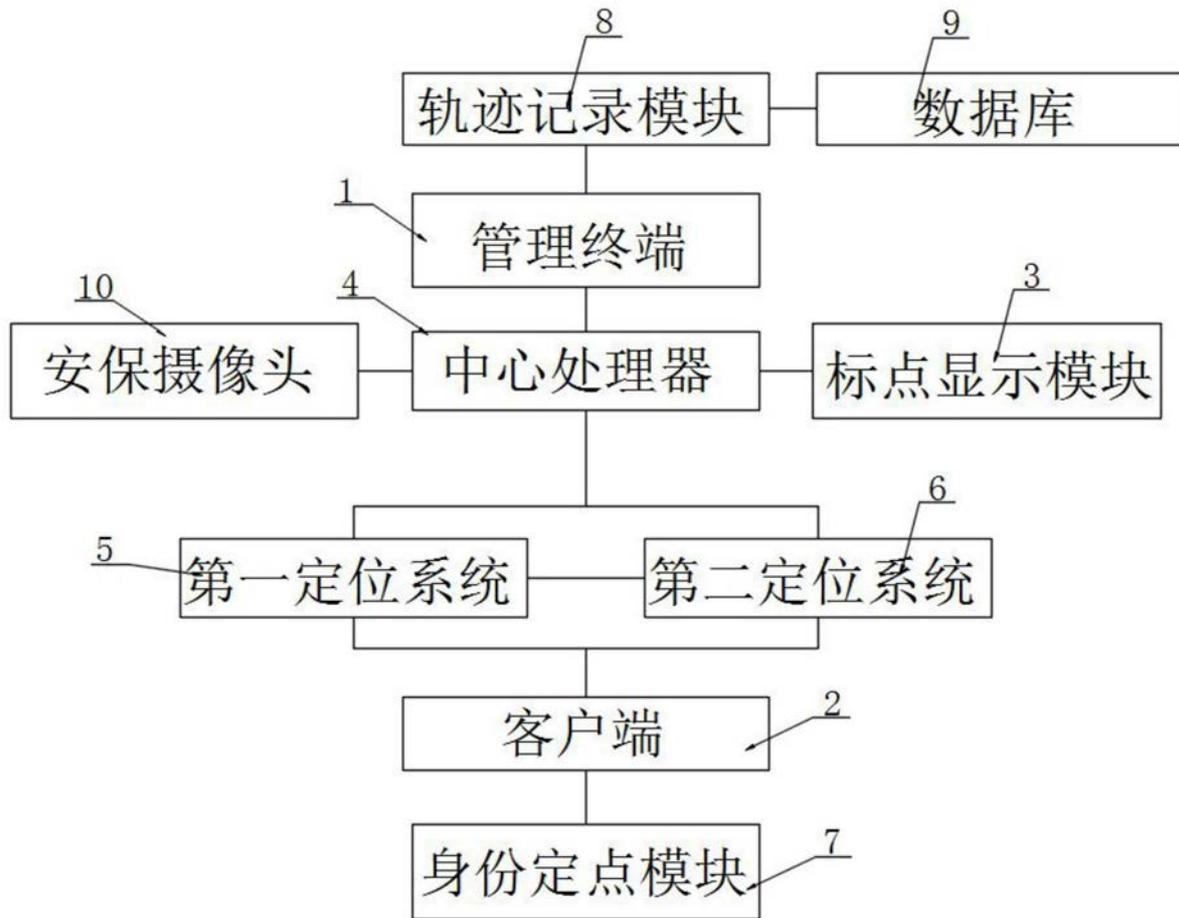 8
9
轨迹记录模块
数据库
1
管理终端
10
4
3
安保摄像头
中心处理器
标点显示模块
6
5
第一定位系统
第二定位系统
2
客户端
7
身份定点模块